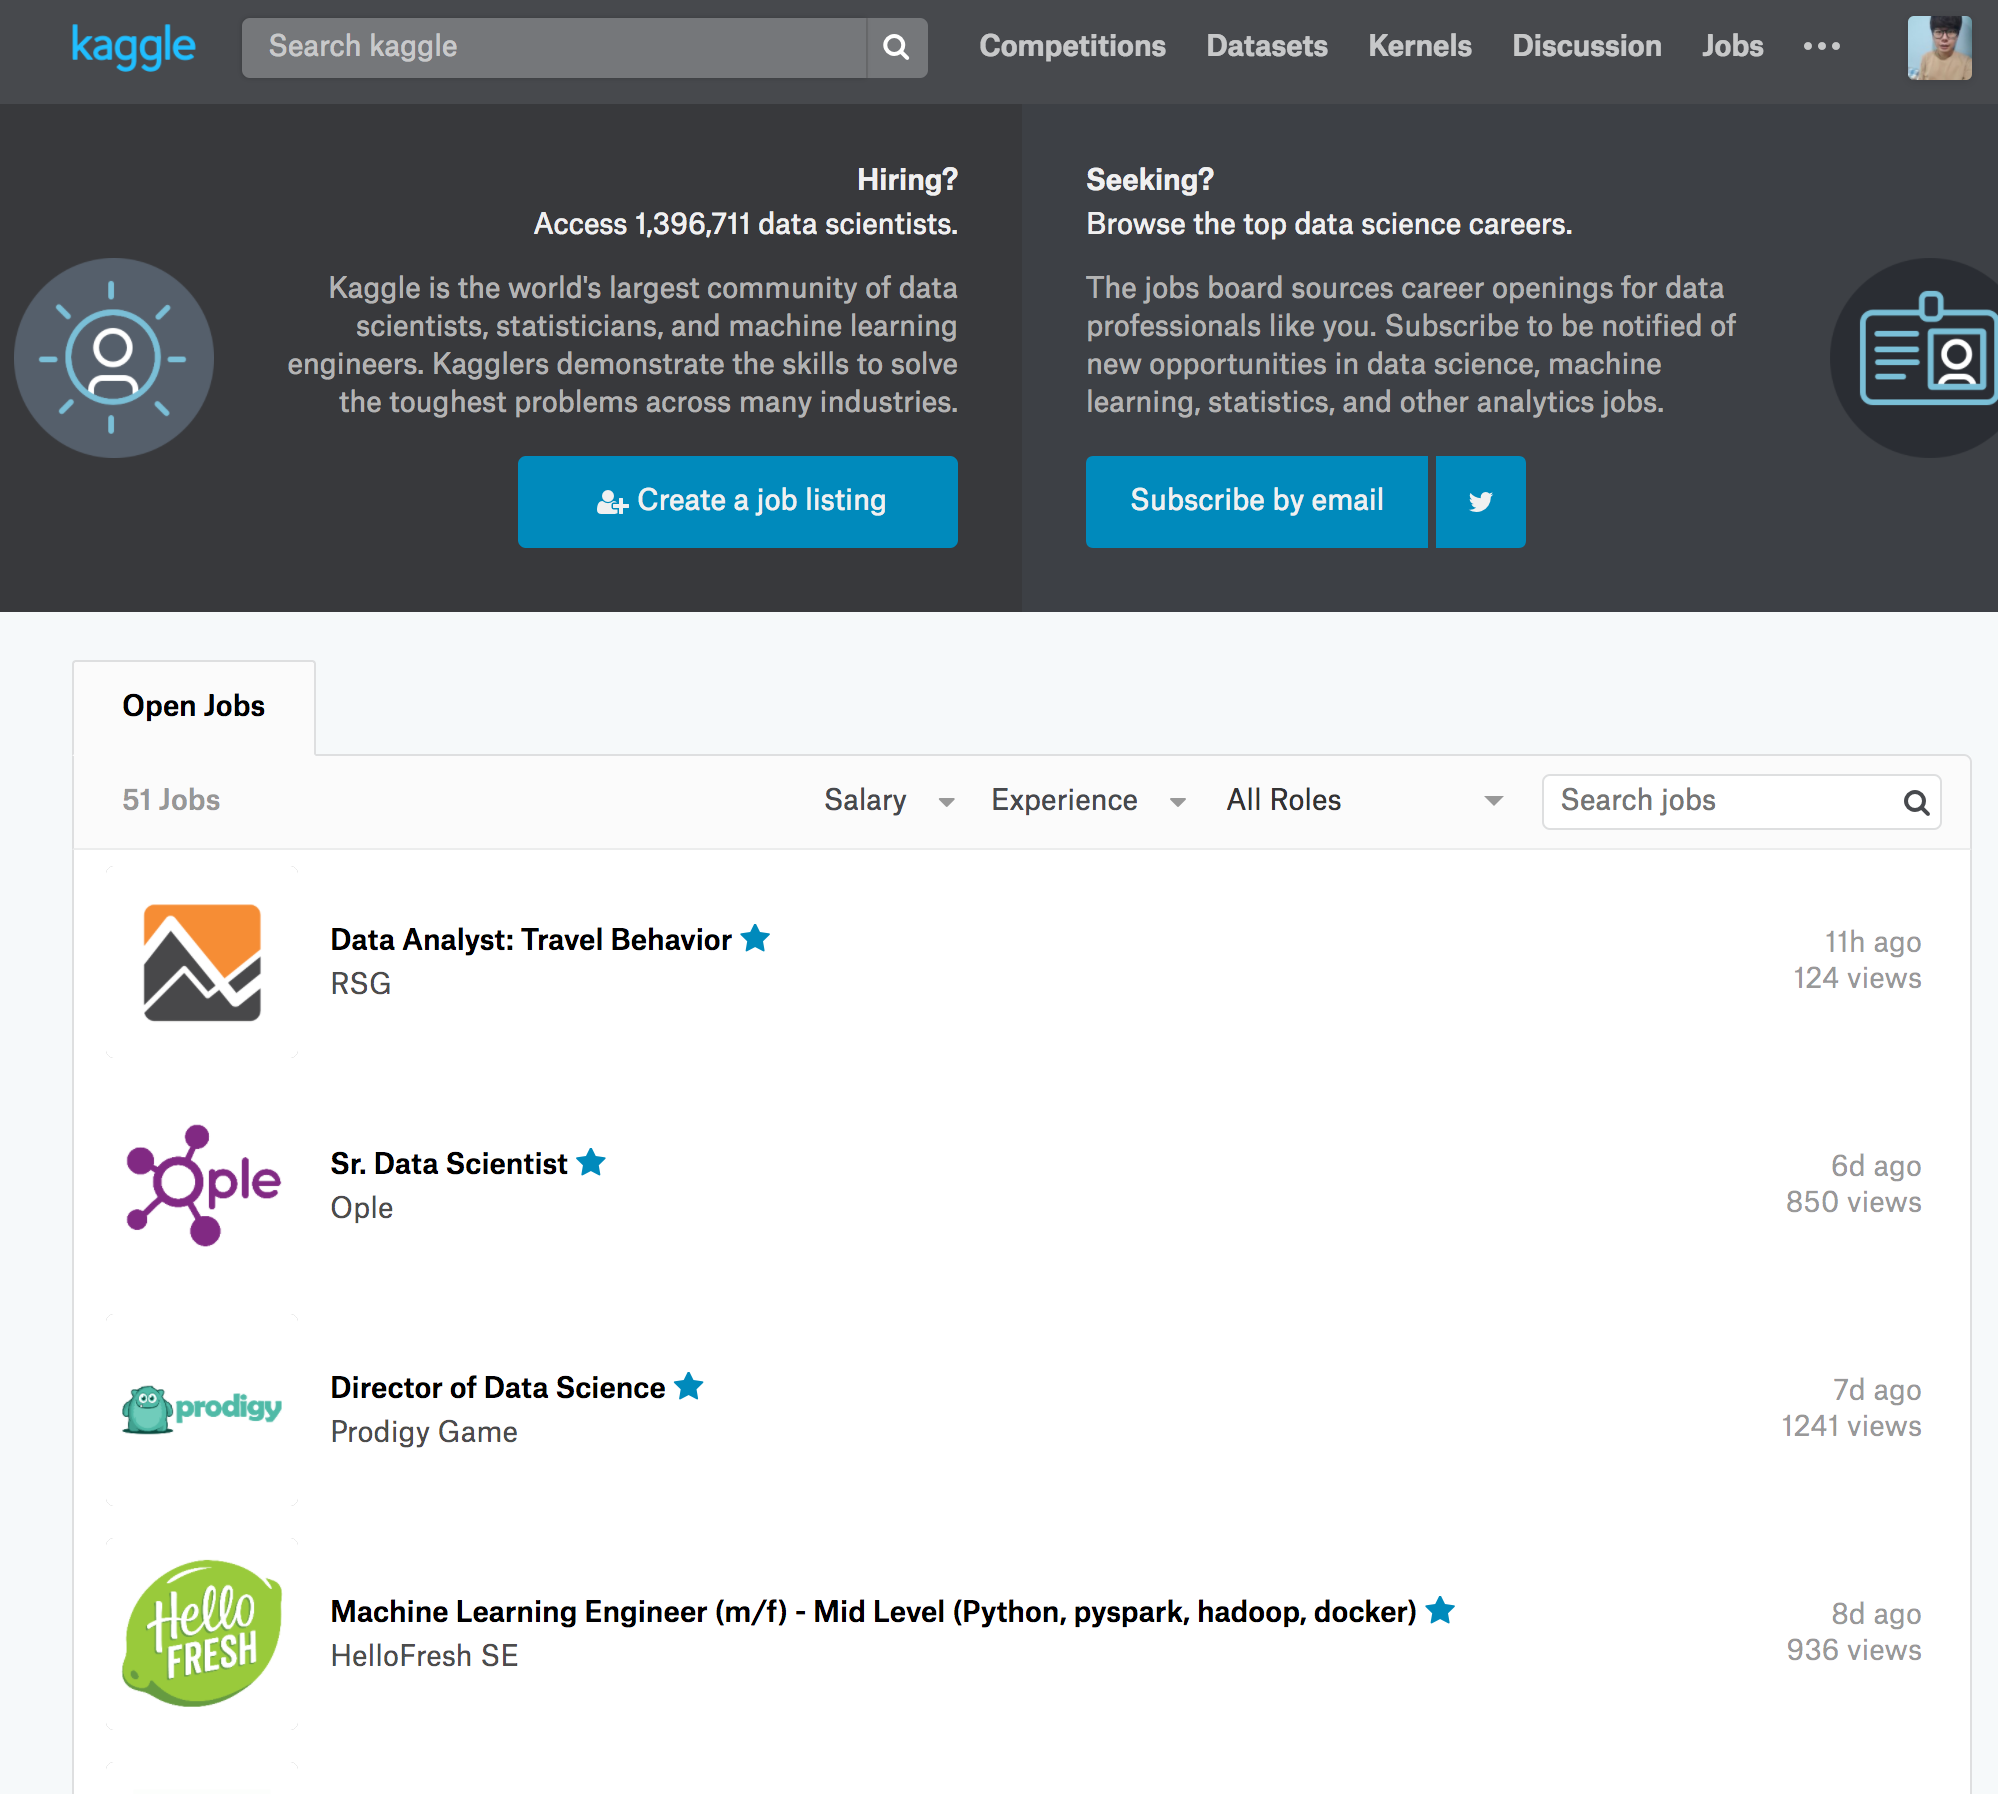 kaggle
Search kaggle
Competitions Datasets Kernels Discussion Jobs
Hiring?
Access 1,396,711 data scientists.
Kaggle is the world's largest community of data
scientists, statisticians, and machine learning
engineers. Kagglers demonstrate the skills to solve
the toughest problems across many industries.
Create a job listing
Seeking?
Browse the top data science careers.
The jobs board sources career openings for data
professionals like you. Subscribe to be notified of
new opportunities in data science, machine
learning, statistics, and other analytics jobs.
Subscribe by email
Open Jobs
51 Jobs Salary Experience All Roles Search jobs
Data Analyst: Travel Behavior
RSG
11h ago
124 views
Ople
Sr. Data Scientist
Ople
6d ago
850 views
prodigy
Director of Data Science
Prodigy Game
7d ago
1241 views
Hello
FRESH
Machine Learning Engineer (m/f) - Mid Level (Python, pyspark, hadoop, docker)
HelloFresh SE
8d ago
936 views